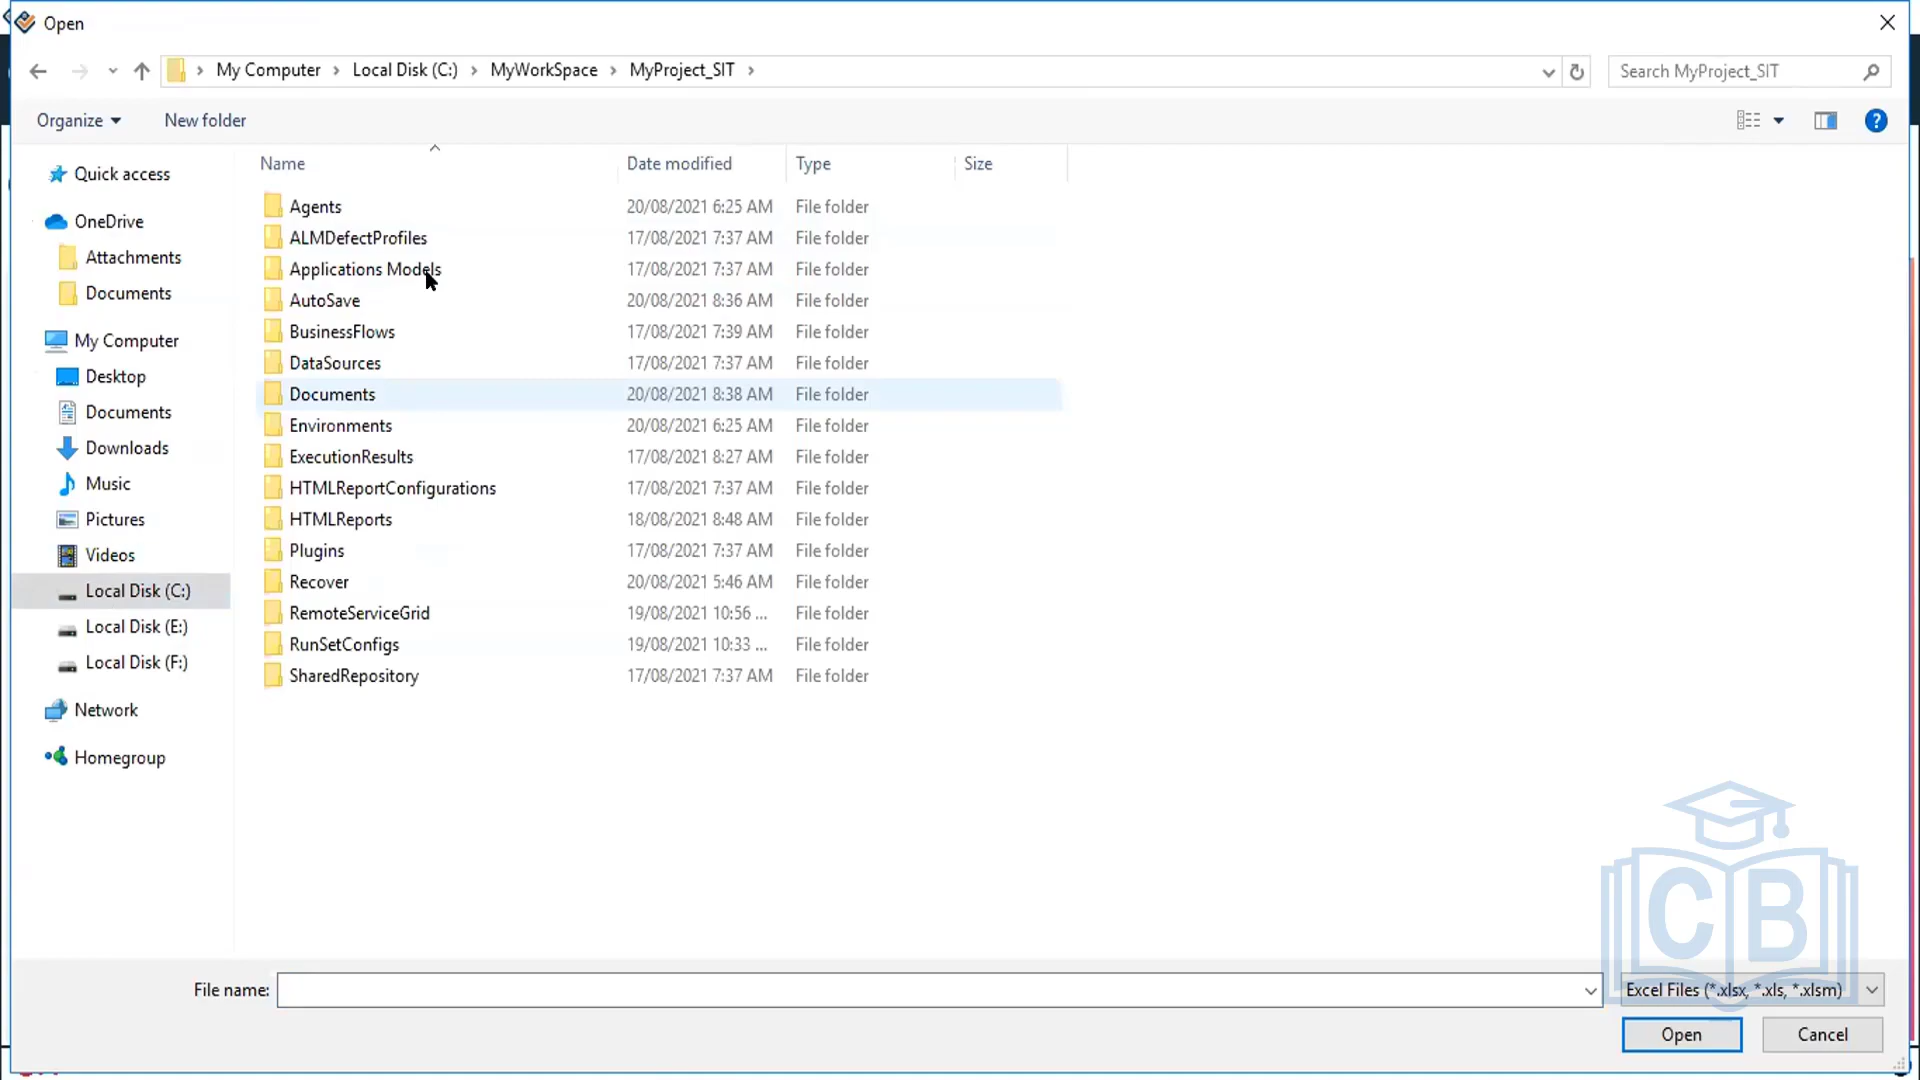 Open
My Computer Local Disk (C:) MyWorkSpace MyProject_SIT
Search MyProject_SIT
Organize New folder
Name Date modified Type Size
Quick access
OneDrive
Attachments
Documents
My Computer
Desktop
Documents
Downloads
Music
Pictures
Videos
Local Disk (C:)
Local Disk (E:)
Local Disk (F:)
Network
Homegroup
Agents 20/08/2021 6:25 AM File folder
ALMDefectProfiles 17/08/2021 7:37 AM File folder
Applications Models 17/08/2021 7:37 AM File folder
AutoSave 20/08/2021 8:36 AM File folder
BusinessFlows 17/08/2021 7:39 AM File folder
DataSources 17/08/2021 7:37 AM File folder
Documents 20/08/2021 8:38 AM File folder
Environments 20/08/2021 6:25 AM File folder
ExecutionResults 17/08/2021 8:27 AM File folder
HTMLReportConfigurations 17/08/2021 7:37 AM File folder
HTMLReports 18/08/2021 8:48 AM File folder
Plugins 17/08/2021 7:37 AM File folder
Recover 20/08/2021 5:46 AM File folder
RemoteServiceGrid 19/08/2021 10:56 ... File folder
RunSetConfigs 19/08/2021 10:33 ... File folder
SharedRepository 17/08/2021 7:37 AM File folder
CB
File name: Excel Files (*.xlsx, *.xls, *.xlsm)
Open Cancel